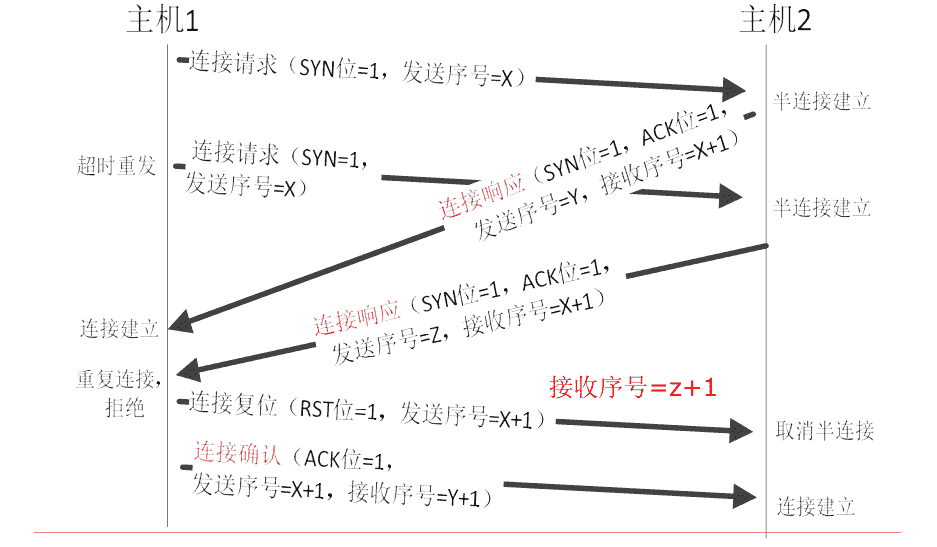 主机1
主机2
连接请求（SYN位=1，发送序号=X）
半连接建立
超时重发
连接请求（SYN=1，
发送序号=X）
连接响应（SYN位=1，ACK位=1，
发送序号=Y，接收序号=X+1）
半连接建立
连接响应（SYN位=1，ACK位=1，
发送序号=Z，接收序号=X+1）
连接建立
重复连接，
拒绝
接收序号=z+1
连接复位（RST位=1，发送序号=X+1）
取消半连接
连接确认（ACK位=1，
发送序号=X+1，接收序号=Y+1）
连接建立